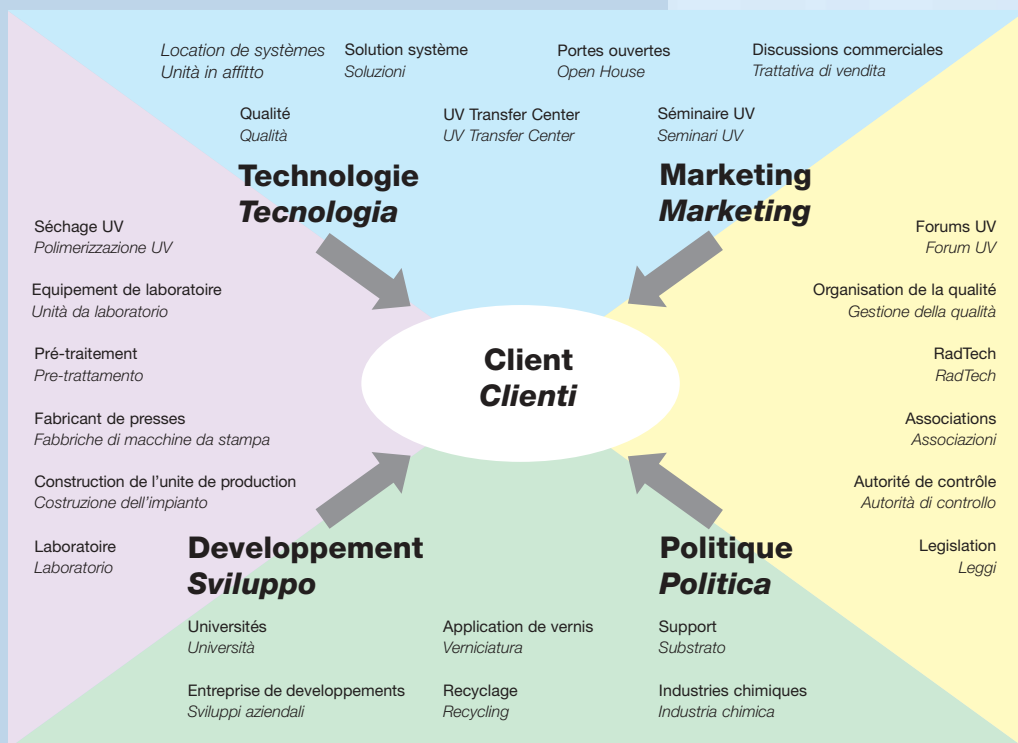 Location de systèmes
Unità in affitto
Solution système
Soluzioni
Portes ouvertes
Open House
Discussions commerciales
Trattativa di vendita
Qualité
Qualità
UV Transfer Center
UV Transfer Center
Séminaire UV
Seminari UV
Technologie
Tecnologia
Marketing
Marketing
Séchage UV
Polimerizzazione UV
Equipement de laboratoire
Unità da laboratorio
Pré-traitement
Pre-trattamento
Fabricant de presses
Fabbriche di macchine da stampa
Construction de l'unite de production
Costruzione dell'impianto
Laboratoire
Laboratorio
Client
Clienti
Forums UV
Forum UV
Organisation de la qualité
Gestione della qualità
RadTech
RadTech
Associations
Associazioni
Autorité de contrôle
Autorità di controllo
Legislation
Leggi
Developpement
Sviluppo
Politique
Politica
Universités
Università
Application de vernis
Verniciatura
Support
Substrato
Entreprise de developpements
Sviluppi aziendali
Recyclage
Recycling
Industries chimiques
Industria chimica